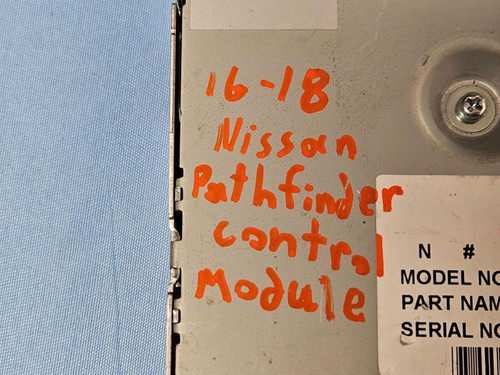 16-18
Nissan
Pathfinder
control
module
N #
MODEL NO
PART NAM
SERIAL NO